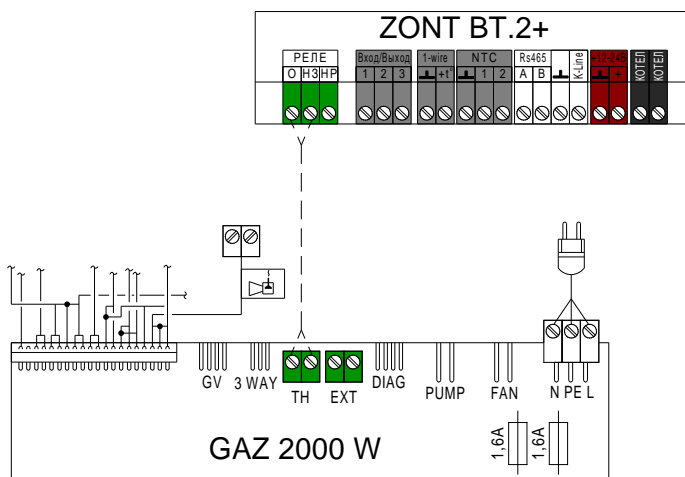 ZONT BT.2+
РЕЛЕ Вход/Выход 1-wire NTC Rs465 K-Line +12-24В КОТЕЛ КОТЕЛ
О НЗ НР 1 2 3 +t° 1 2 A B +
GV 3 WAY TH EXT DIAG PUMP FAN N PE L
GAZ 2000 W
1,6A 1,6A